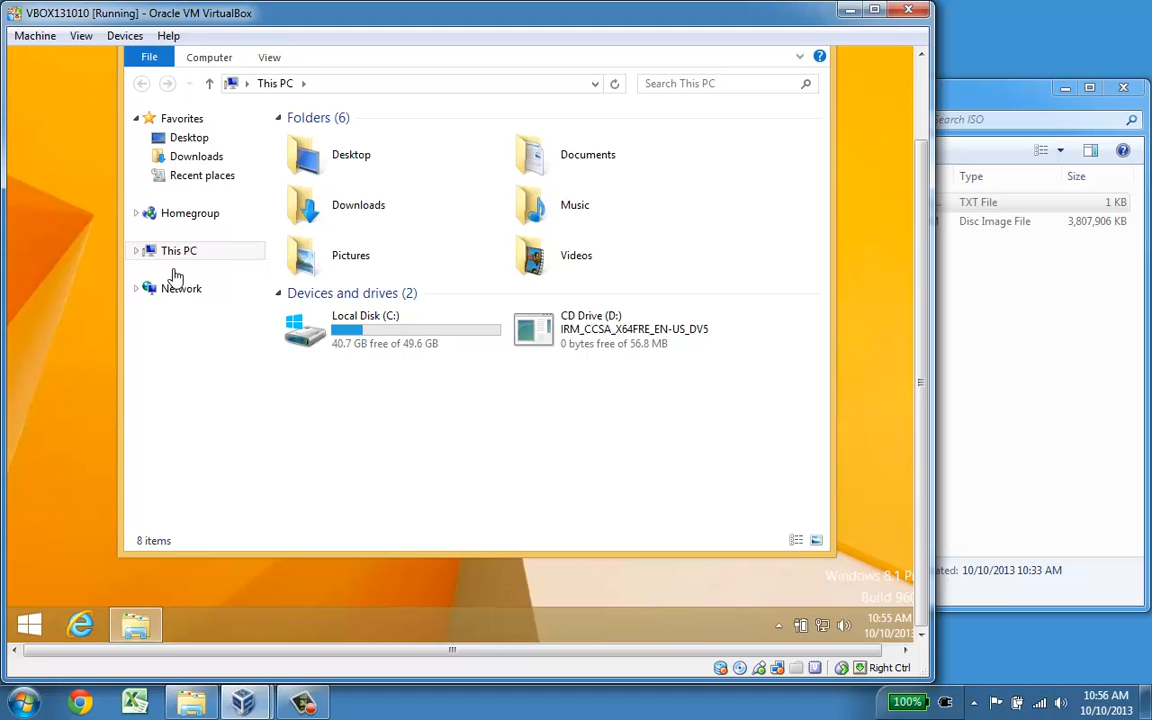 VBOX131010 [Running] - Oracle VM VirtualBox
Machine View Devices Help
File Computer View
This PC
Search This PC
Search ISO
Favorites
Desktop
Downloads
Recent places
Homegroup
This PC
Network
Folders (6)
Desktop
Documents
Downloads
Music
Pictures
Videos
Devices and drives (2)
Local Disk (C:)
40.7 GB free of 49.6 GB
CD Drive (D:)
IRM_CCSA_X64FRE_EN-US_DV5
0 bytes free of 56.8 MB
Type Size
TXT File 1 KB
Disc Image File 3,807,906 KB
8 items
10/10/2013 10:33 AM
Windows 8.1
Build
10:55 AM
10/10/2013
Right Ctrl
100%
10:56 AM
10/10/2013